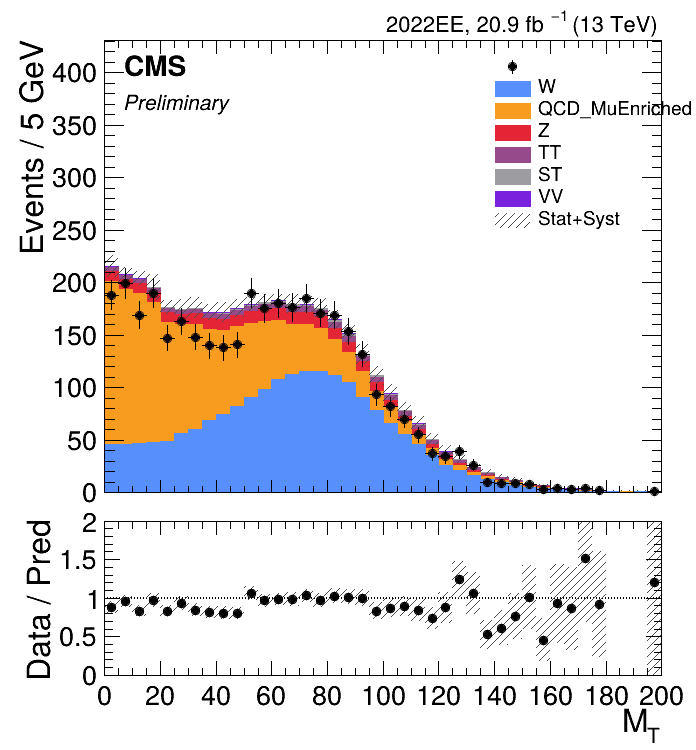 2022EE, 20.9 fb⁻¹ (13 TeV)
CMS
Preliminary
W
QCD_MuEnriched
Z
TT
ST
VV
Stat+Syst
Events / 5 GeV
400
350
300
250
200
150
100
50
0
Data / Pred
2
1.5
1
0.5
0
0 20 40 60 80 100 120 140 160 180 200
M_T